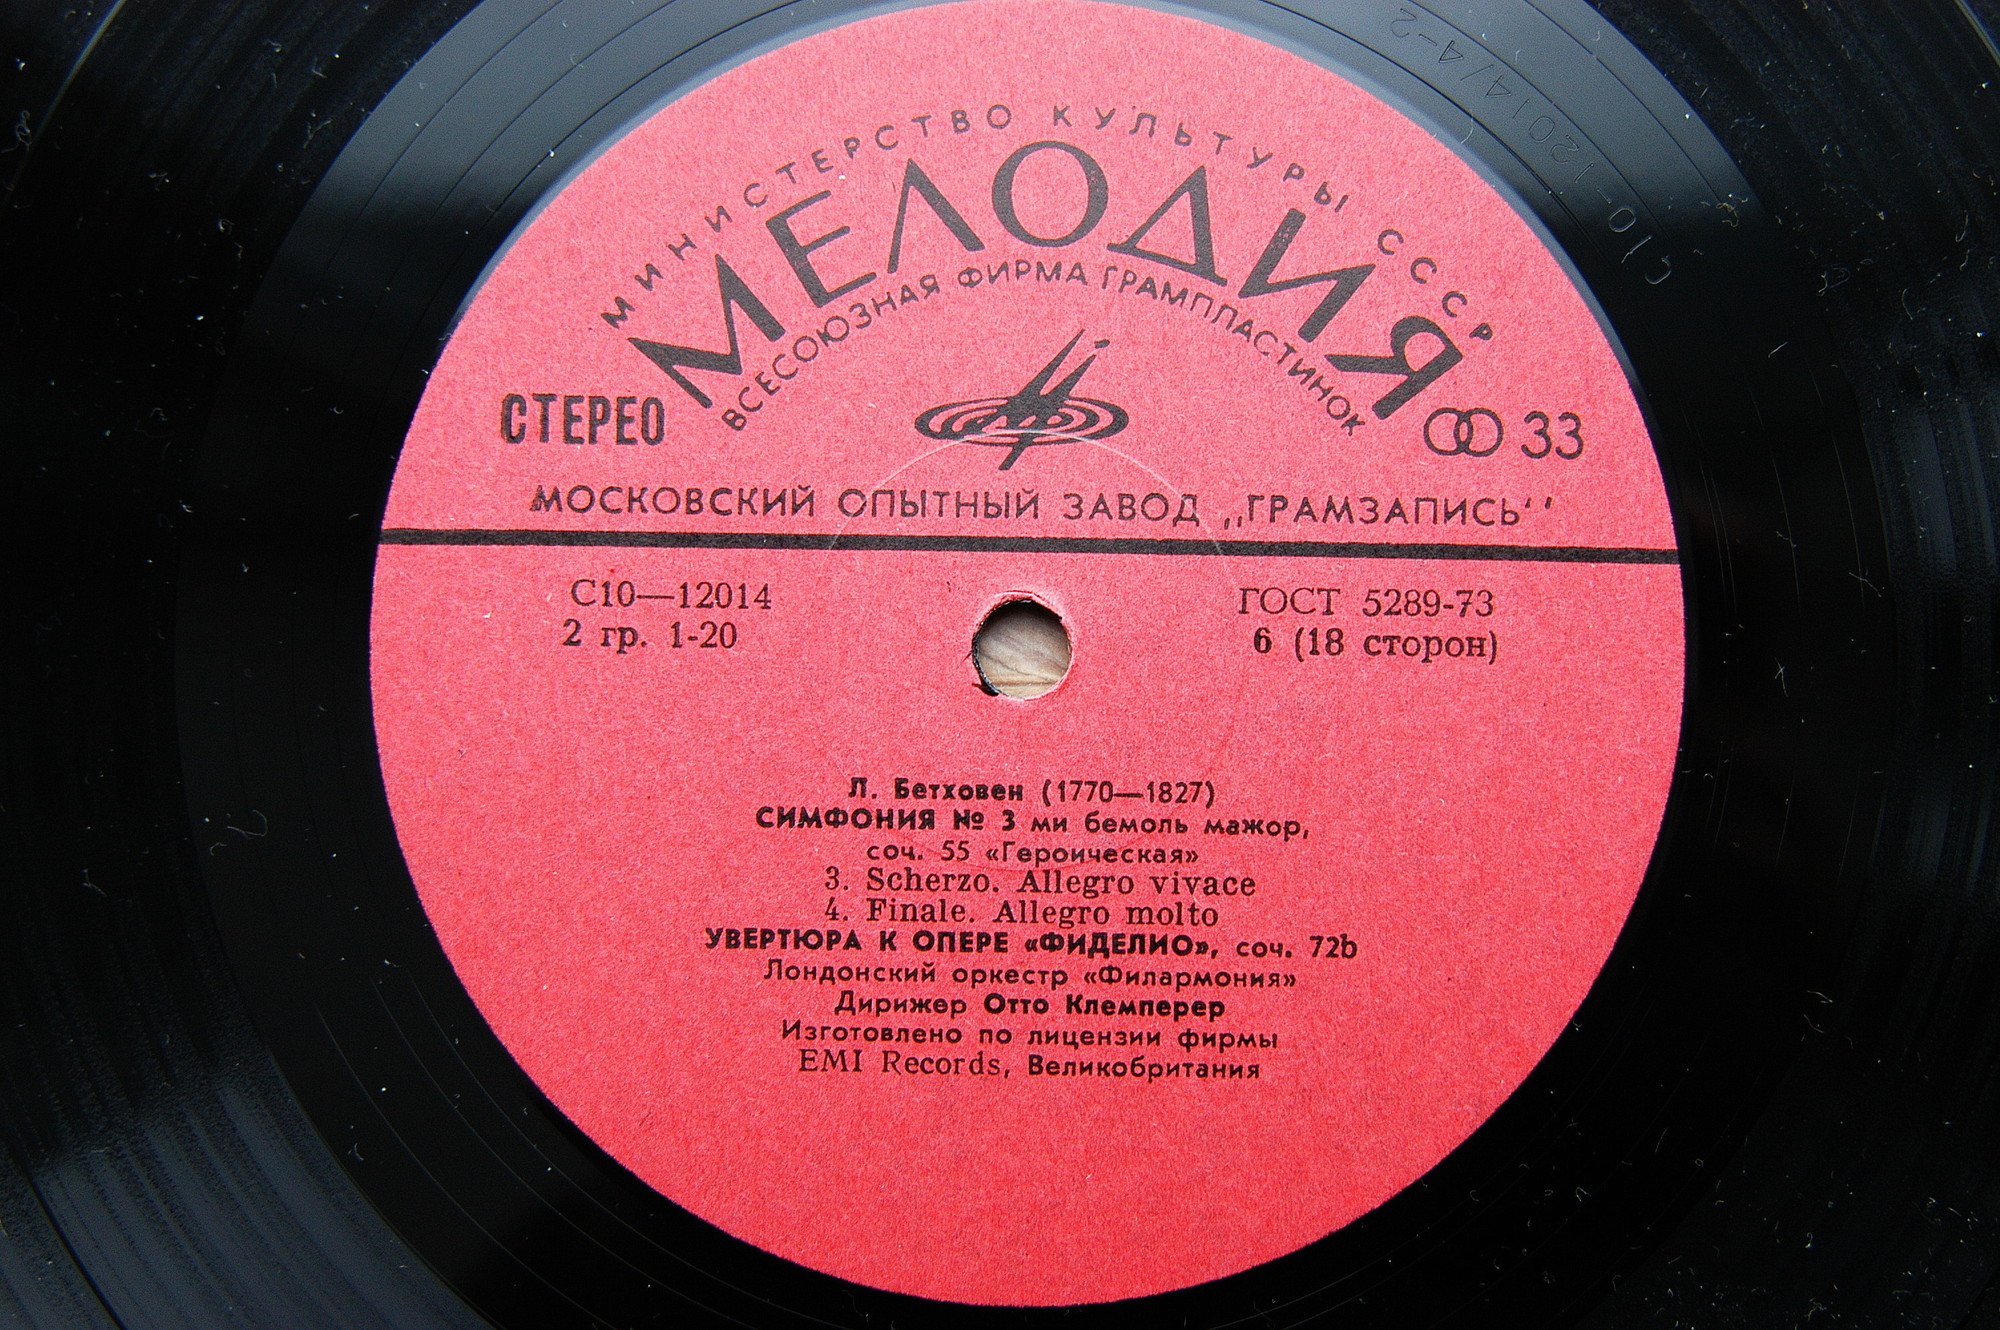 МИНИСТЕРСТВО КУЛЬТУРЫ СССР
МЕЛОДИЯ
ВСЕСОЮЗНАЯ ФИРМА ГРАМПЛАСТИНОК
СТЕРЕО
33
МОСКОВСКИЙ ОПЫТНЫЙ ЗАВОД „ГРАМЗАПИСЬ‘‘
С10—12014
2 гр. 1-20
ГОСТ 5289-73
6 (18 сторон)
Л. Бетховен (1770—1827)
СИМФОНИЯ № 3 ми бемоль мажор,
соч. 55 «Героическая»
3. Scherzo. Allegro vivace
4. Finale. Allegro molto
УВЕРТЮРА К ОПЕРЕ «ФИДЕЛИО», соч. 72b
Лондонский оркестр «Филармония»
Дирижер Отто Клемперер
Изготовлено по лицензии фирмы
EMI Records, Великобритания
С10-12014/4-2